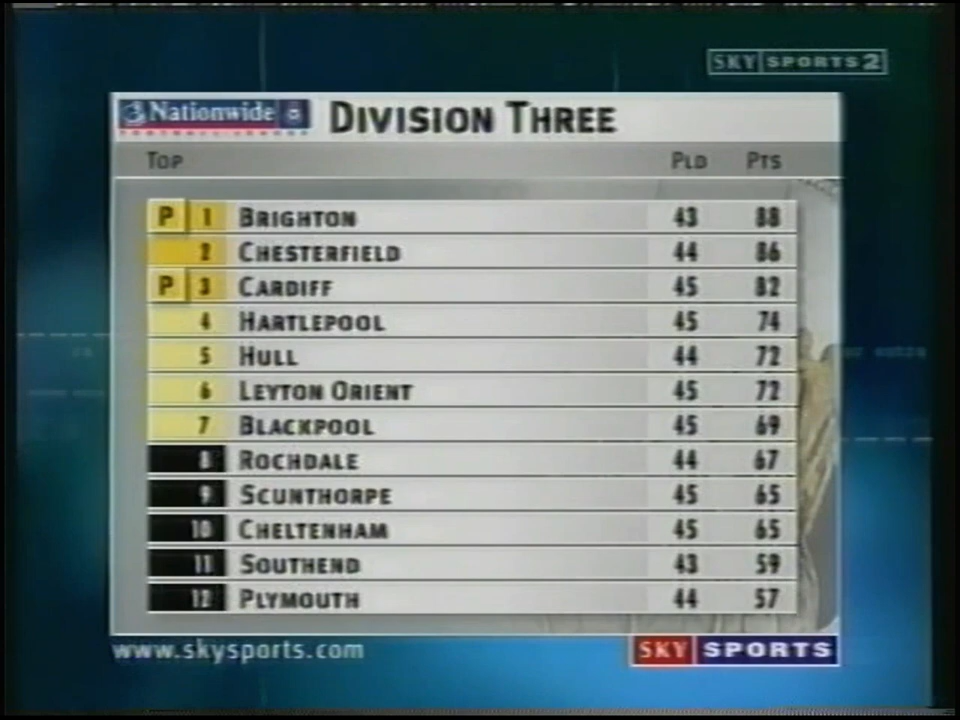 SKY SPORTS 2
Nationwide DIVISION THREE
FOOTBALL LEAGUE
TOP PLD PTS
P 1 BRIGHTON 43 88
2 CHESTERFIELD 44 86
P 3 CARDIFF 45 82
4 HARTLEPOOL 45 74
5 HULL 44 72
6 LEYTON ORIENT 45 72
7 BLACKPOOL 45 69
8 ROCHDALE 44 67
9 SCUNTHORPE 45 65
10 CHELTENHAM 45 65
11 SOUTHEND 43 59
12 PLYMOUTH 44 57
www.skysports.com SKY SPORTS